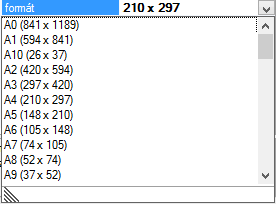 formát 210 x 297
A0 (841 x 1189)
A1 (594 x 841)
A10 (26 x 37)
A2 (420 x 594)
A3 (297 x 420)
A4 (210 x 297)
A5 (148 x 210)
A6 (105 x 148)
A7 (74 x 105)
A8 (52 x 74)
A9 (37 x 52)